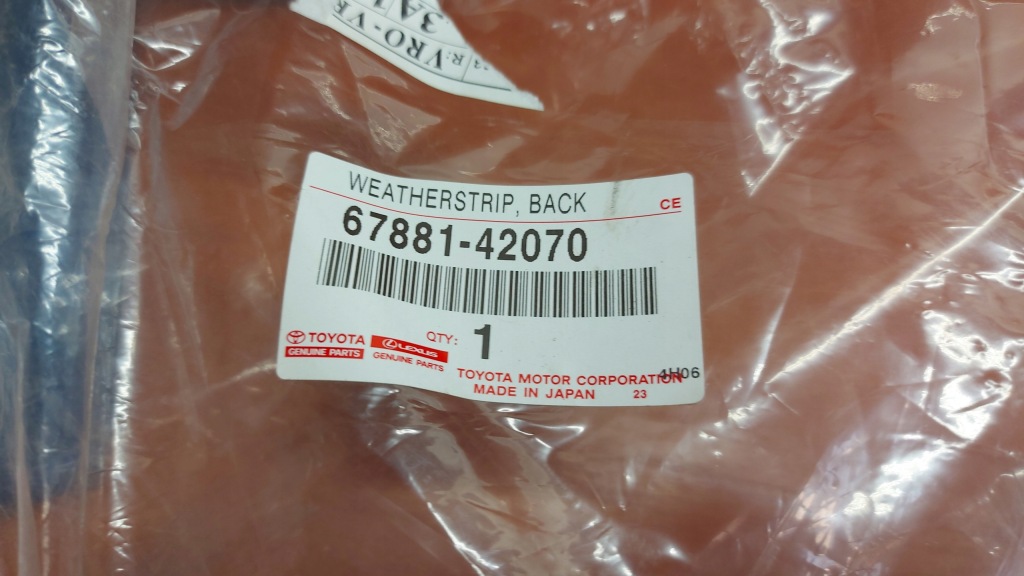 VRO-
WEATHERSTRIP, BACK
CE
67881-42070
TOYOTA
GENUINE PARTS
LEXUS
GENUINE PARTS
QTY: 1
TOYOTA MOTOR CORPORATION
4H06
MADE IN JAPAN 23